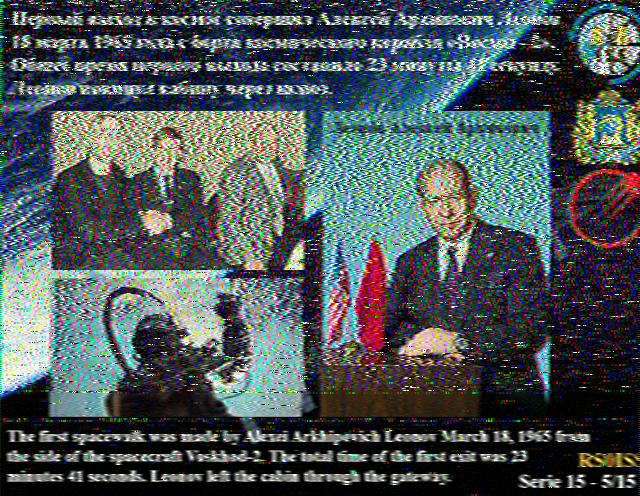 Первый выход в космос совершил Алексей Архипович Леонов
18 марта 1965 года с борта космического корабля «Восход-2».
Общее время первого выхода составило 23 минуты 41 секунду.
Леонов покинул кабину через шлюз.
Леонов Алексей Архипович
The first spacewalk was made by Alexei Arkhipovich Leonov March 18, 1965 from
the side of the spacecraft Voskhod-2. The total time of the first exit was 23
minutes 41 seconds. Leonov left the cabin through the gateway.
RS0ISS
Serie 15 - 5/15